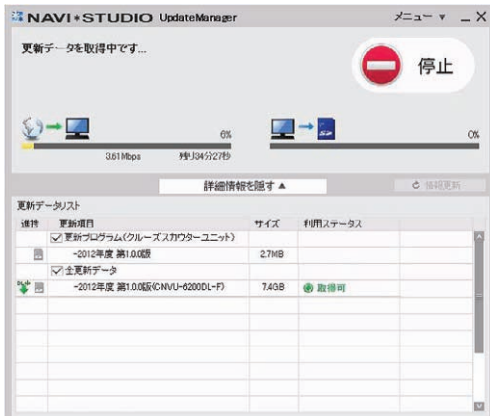 NAVI*STUDIO UpdateManager
メニュー ▼ _ X
更新データを取得中です...
停止
6%
0%
3.61Mbps 残り34分27秒
詳細情報を隠す ▲
情報更新
更新データリスト
進捗 更新項目 サイズ 利用ステータス
更新プログラム(クルーズスカウターユニット)
-2012年度 第1.0.0版 2.7MB
全更新データ
-2012年度 第1.0.0版(CNVU-6200DL-F) 7.4GB 取得可